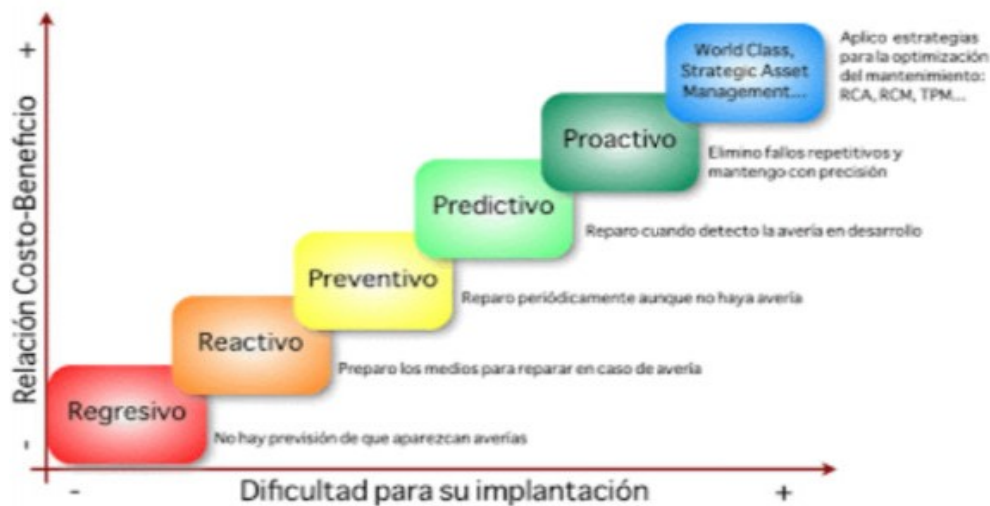 +
World Class,
Strategic Asset
Management...
Aplico estrategias
para la optimización
del mantenimiento:
RCA, RCM, TPM...
Proactivo
Elimino fallos repetitivos y
mantengo con precisión
Predictivo
Reparo cuando detecto la avería en desarrollo
Preventivo
Reparo periódicamente aunque no haya avería
Reactivo
Preparo los medios para reparar en caso de avería
Regresivo
No hay previsión de que aparezcan averías
Relación Costo-Beneficio
-
-
Dificultad para su implantación
+